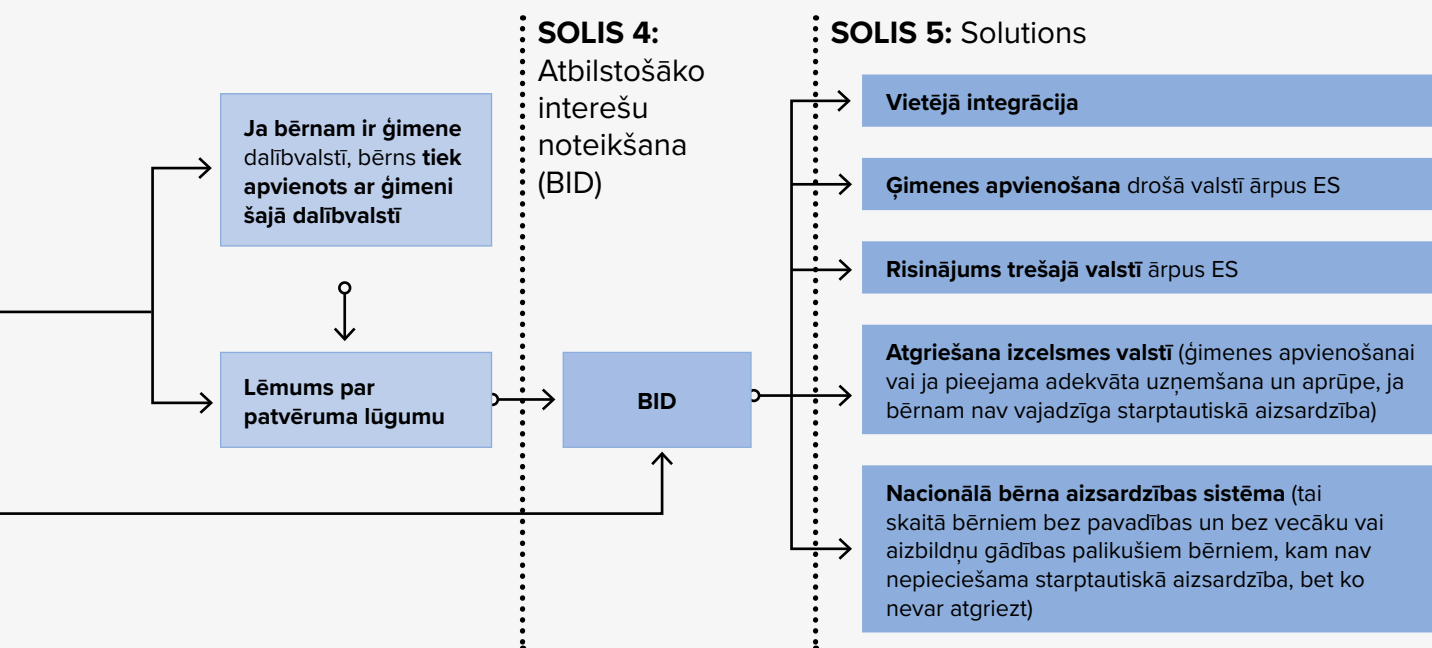 Ja bērnam ir ģimene
dalībvalstī, bērns tiek
apvienots ar ģimeni
šajā dalībvalstī
Lēmums par
patvēruma lūgumu
SOLIS 4:
Atbilstošāko
interešu
noteikšana
(BID)
BID
SOLIS 5: Solutions
Vietējā integrācija
Ģimenes apvienošana drošā valstī ārpus ES
Risinājums trešajā valstī ārpus ES
Atgriešana izcelsmes valstī (ģimenes apvienošanai
vai ja pieejama adekvāta uzņemšana un aprūpe, ja
bērnam nav vajadzīga starptautiskā aizsardzība)
Nacionālā bērna aizsardzības sistēma (tai
skaitā bērniem bez pavadības un bez vecāku vai
aizbildņu gādības palikušiem bērniem, kam nav
nepieciešama starptautiskā aizsardzība, bet ko
nevar atgriezt)